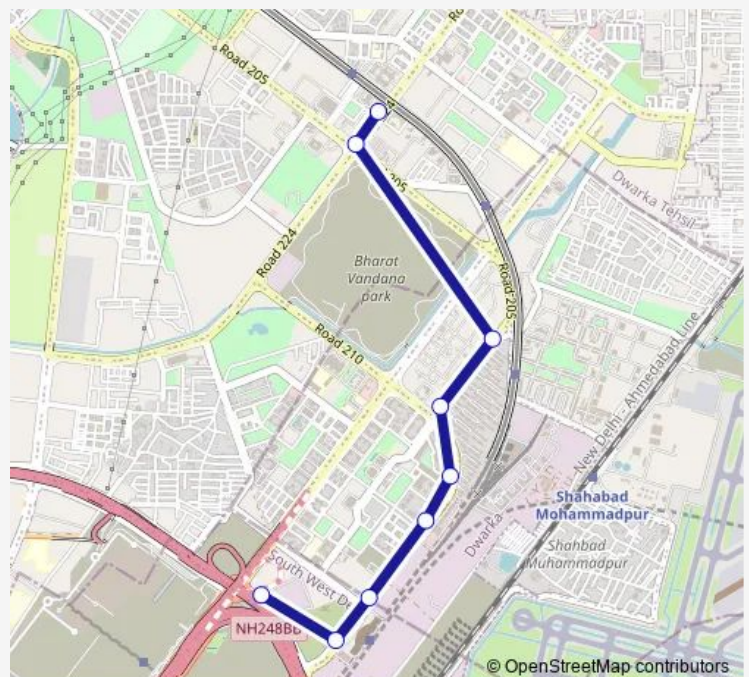 Road 205
205
Dwarka Tehsil
Road 224
Bharat
Vandana
park
Road 205
Road 210
New Delhi - Ahmedabad Line
Shahabad
Mohammadpur
Dwarka
Shahbad
Muhammadpur
South West De
NH248BB
© OpenStreetMap contributors